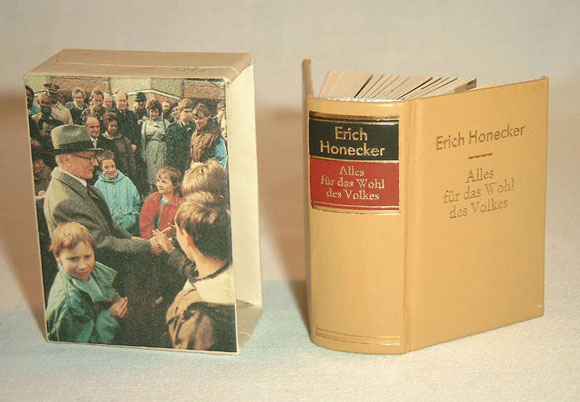 Erich
Honecker
Alles
für das Wohl
des Volkes
Erich Honecker
Alles
für das Wohl
des Volkes